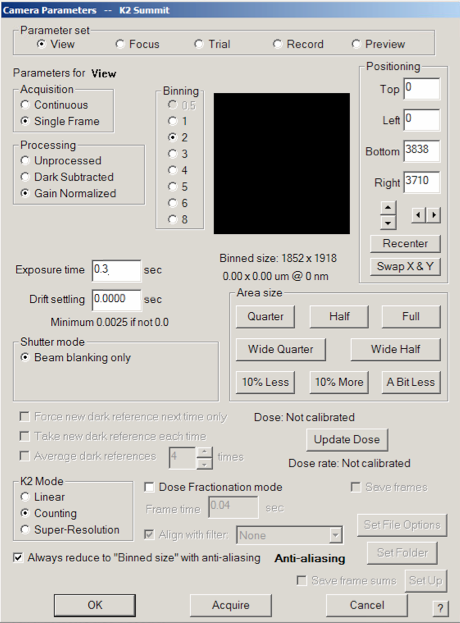 Camera Parameters -- K2 Summit
Parameter set
View Focus Trial Record Preview
Parameters for View
Acquisition
Continuous
Single Frame
Processing
Unprocessed
Dark Subtracted
Gain Normalized
Binning
0.5
1
2
3
4
5
6
8
Positioning
Top 0
Left 0
Bottom 3838
Right 3710
Recenter
Swap X & Y
Binned size: 1852 x 1918
0.00 x 0.00 um @ 0 nm
Exposure time 0.3 sec
Drift settling 0.0000 sec
Minimum 0.0025 if not 0.0
Shutter mode
Beam blanking only
Area size
Quarter Half Full
Wide Quarter Wide Half
10% Less 10% More A Bit Less
Force new dark reference next time only
Take new dark reference each time
Average dark references 4 times
Dose: Not calibrated
Update Dose
Dose rate: Not calibrated
K2 Mode
Linear
Counting
Super-Resolution
Dose Fractionation mode
Save frames
Frame time: 0.04 sec
Align with filter: None
Set File Options
Set Folder
Always reduce to "Binned size" with anti-aliasing Anti-aliasing
Save frame sums Set Up
OK Acquire Cancel ?